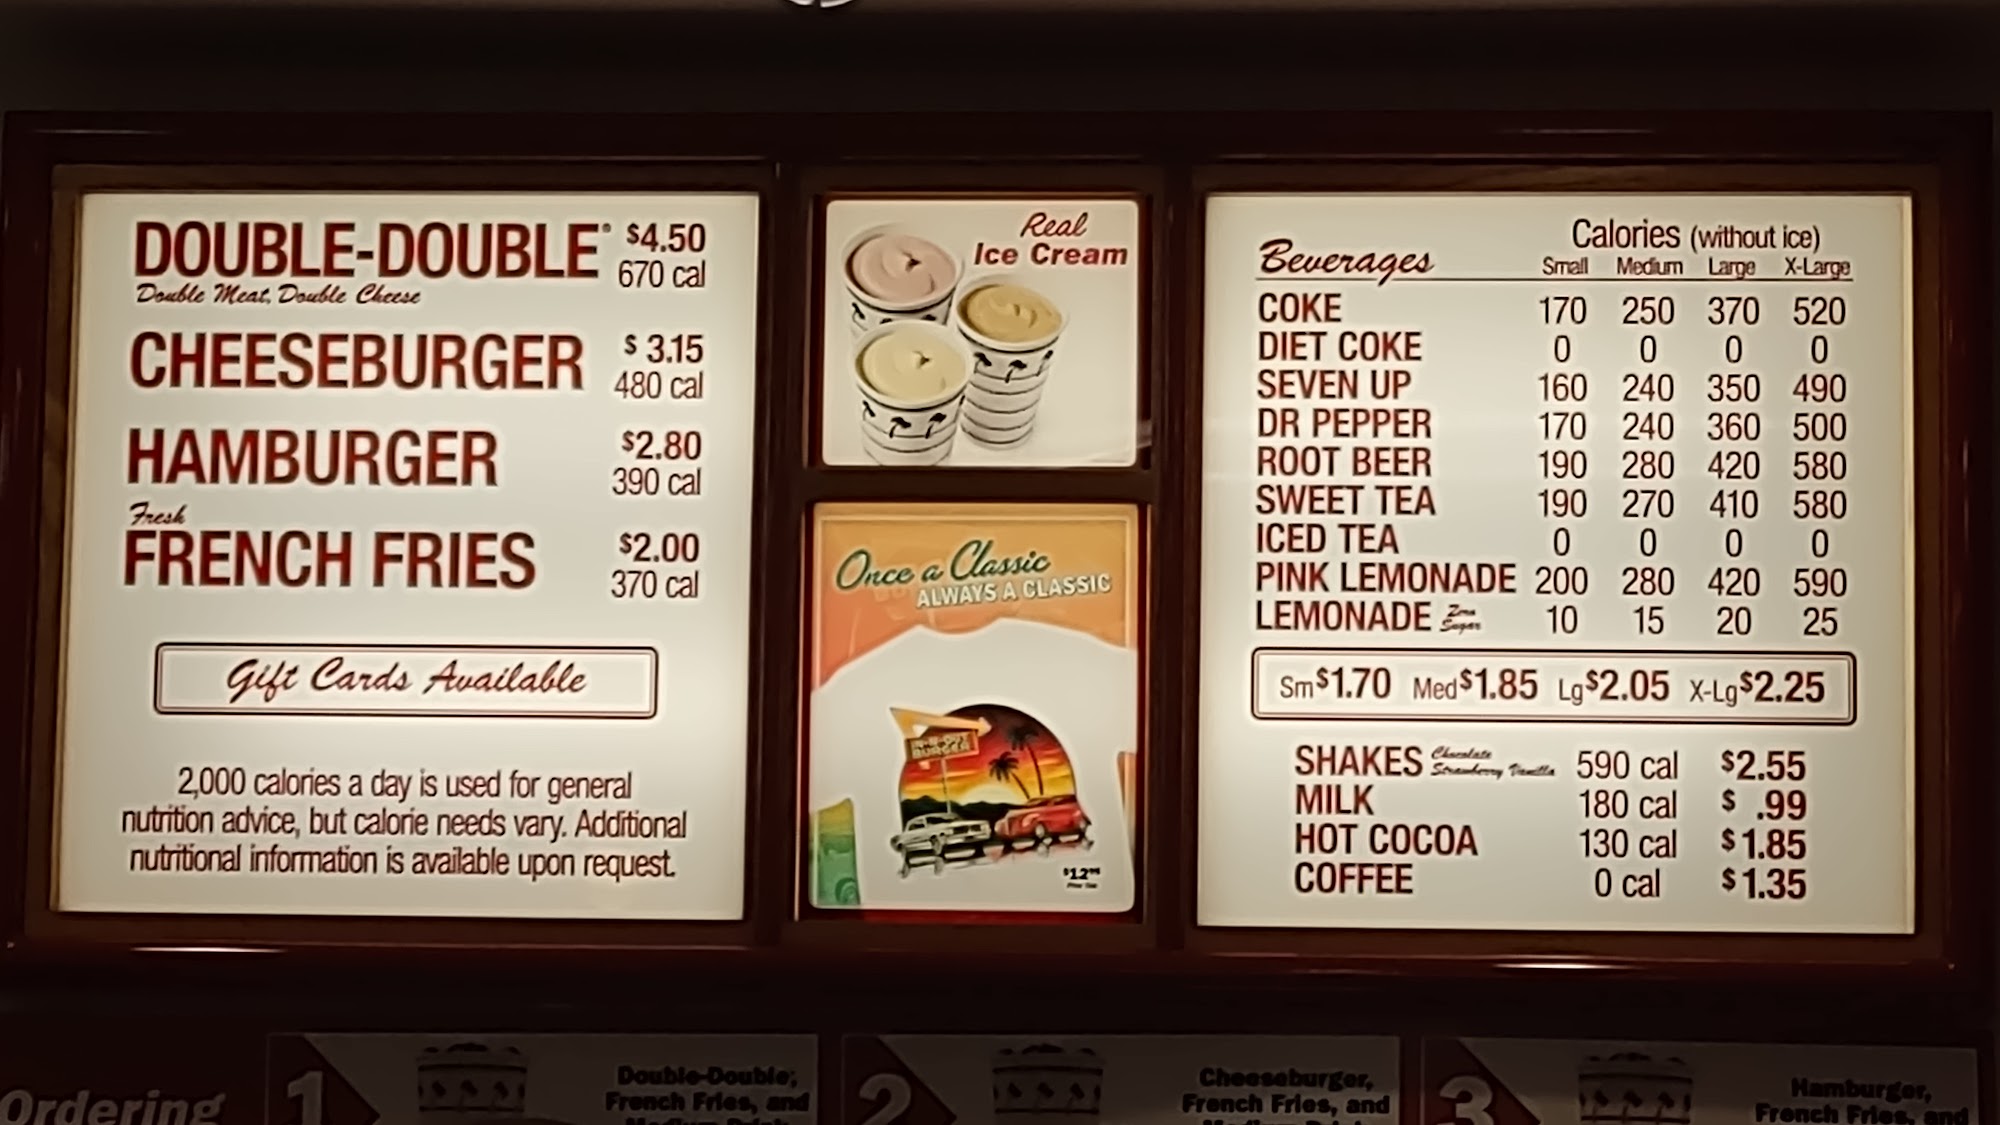 DOUBLE-DOUBLE® $4.50
Double Meat, Double Cheese 670 cal
CHEESEBURGER $ 3.15
480 cal
HAMBURGER $2.80
390 cal
Fresh
FRENCH FRIES $2.00
370 cal
Gift Cards Available
2,000 calories a day is used for general
nutrition advice, but calorie needs vary. Additional
nutritional information is available upon request.
Real
Ice Cream
Once a Classic
ALWAYS A CLASSIC
IN-N-OUT
BURGER
Calories (without ice)
Beverages Small Medium Large X-Large
COKE 170 250 370 520
DIET COKE 0 0 0 0
SEVEN UP 160 240 350 490
DR PEPPER 170 240 360 500
ROOT BEER 190 280 420 580
SWEET TEA 190 270 410 580
ICED TEA 0 0 0 0
PINK LEMONADE 200 280 420 590
LEMONADE Zero Sugar 10 15 20 25
Sm$1.70 Med$1.85 Lg$2.05 X-Lg$2.25
SHAKES Chocolate Strawberry Vanilla 590 cal $2.55
MILK 180 cal $ .99
HOT COCOA 130 cal $1.85
COFFEE 0 cal $1.35
Ordering
1 Double-Double,
French Fries, and
Medium Drink
2 Cheeseburger,
French Fries, and
Medium Drink
3 Hamburger,
French Fries, and